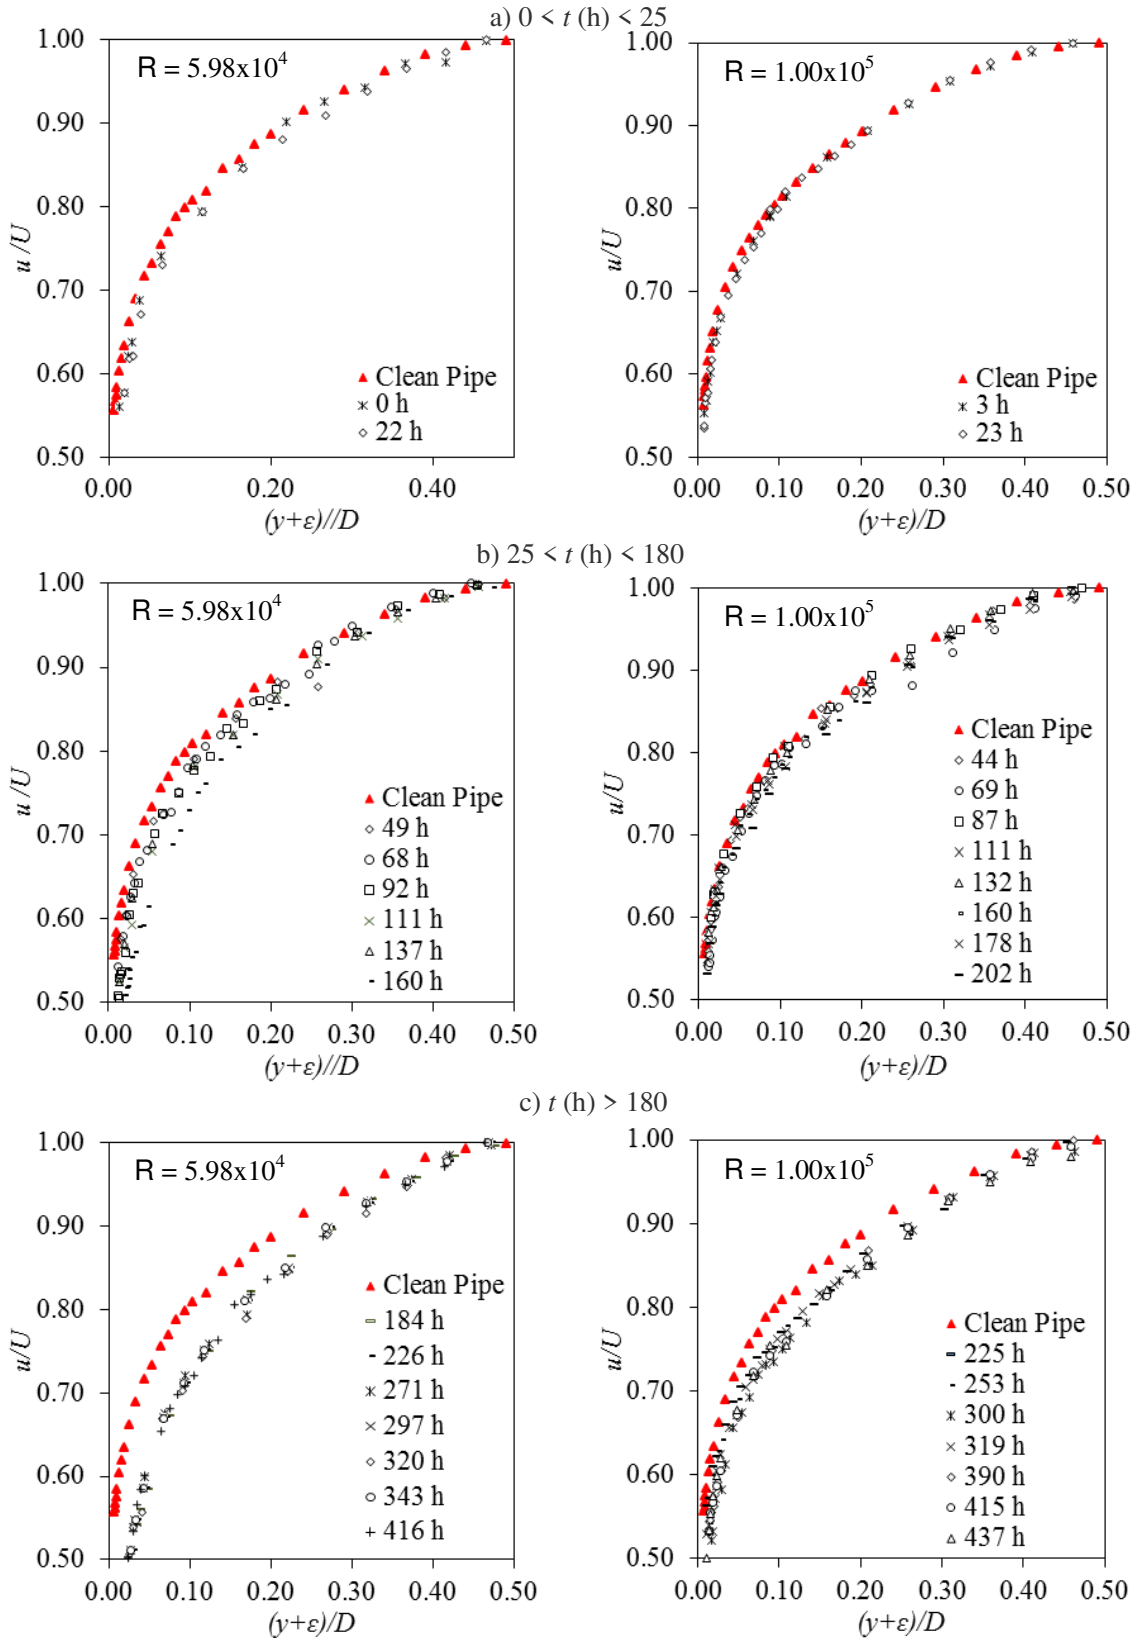 a) 0 < t (h) < 25
R = 5.98x10^4
1.00
0.90
0.80
0.70
0.60
0.50
u /U
Clean Pipe
0 h
22 h
0.00 0.20 0.40
(y+ε)//D
R = 1.00x10^5
1.00
0.90
0.80
0.70
0.60
0.50
u/U
Clean Pipe
3 h
23 h
0.00 0.10 0.20 0.30 0.40 0.50
(y+ε)/D
b) 25 < t (h) < 180
R = 5.98x10^4
1.00
0.90
0.80
0.70
0.60
0.50
u /U
Clean Pipe
49 h
68 h
92 h
111 h
137 h
160 h
0.00 0.10 0.20 0.30 0.40 0.50
(y+ε)//D
R = 1.00x10^5
1.00
0.90
0.80
0.70
0.60
0.50
u/U
Clean Pipe
44 h
69 h
87 h
111 h
132 h
160 h
178 h
202 h
0.00 0.10 0.20 0.30 0.40 0.50
(y+ε)/D
c) t (h) > 180
R = 5.98x10^4
1.00
0.90
0.80
0.70
0.60
0.50
u /U
Clean Pipe
184 h
226 h
271 h
297 h
320 h
343 h
416 h
0.00 0.10 0.20 0.30 0.40 0.50
(y+ε)/D
R = 1.00x10^5
1.00
0.90
0.80
0.70
0.60
0.50
u/U
Clean Pipe
225 h
253 h
300 h
319 h
390 h
415 h
437 h
0.00 0.10 0.20 0.30 0.40 0.50
(y+ε)/D